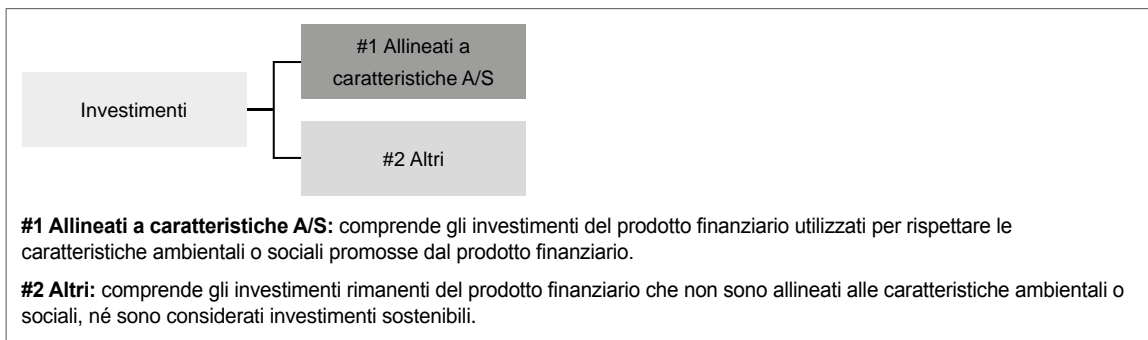 #1 Allineati a
caratteristiche A/S
Investimenti
#2 Altri
#1 Allineati a caratteristiche A/S: comprende gli investimenti del prodotto finanziario utilizzati per rispettare le
caratteristiche ambientali o sociali promosse dal prodotto finanziario.
#2 Altri: comprende gli investimenti rimanenti del prodotto finanziario che non sono allineati alle caratteristiche ambientali o
sociali, né sono considerati investimenti sostenibili.